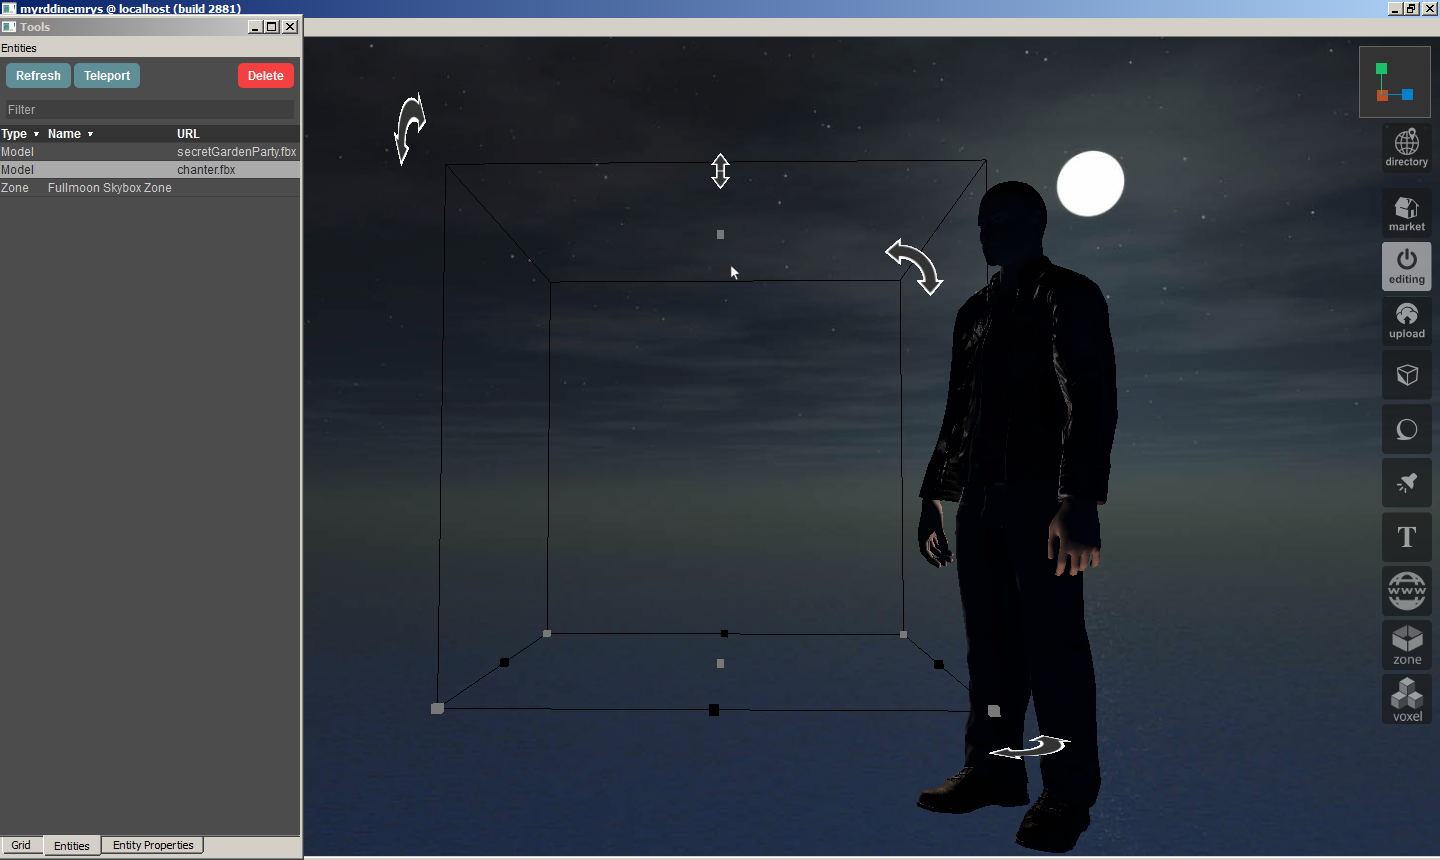 myrddinemrys @ localhost (build 2881)
Tools
Entities
Refresh Teleport Delete
Filter
Type Name URL
Model secretGardenParty.fbx
Model chanter.fbx
Zone Fullmoon Skybox Zone
Grid Entities Entity Properties
directory
market
editing
upload
T
www
zone
voxel